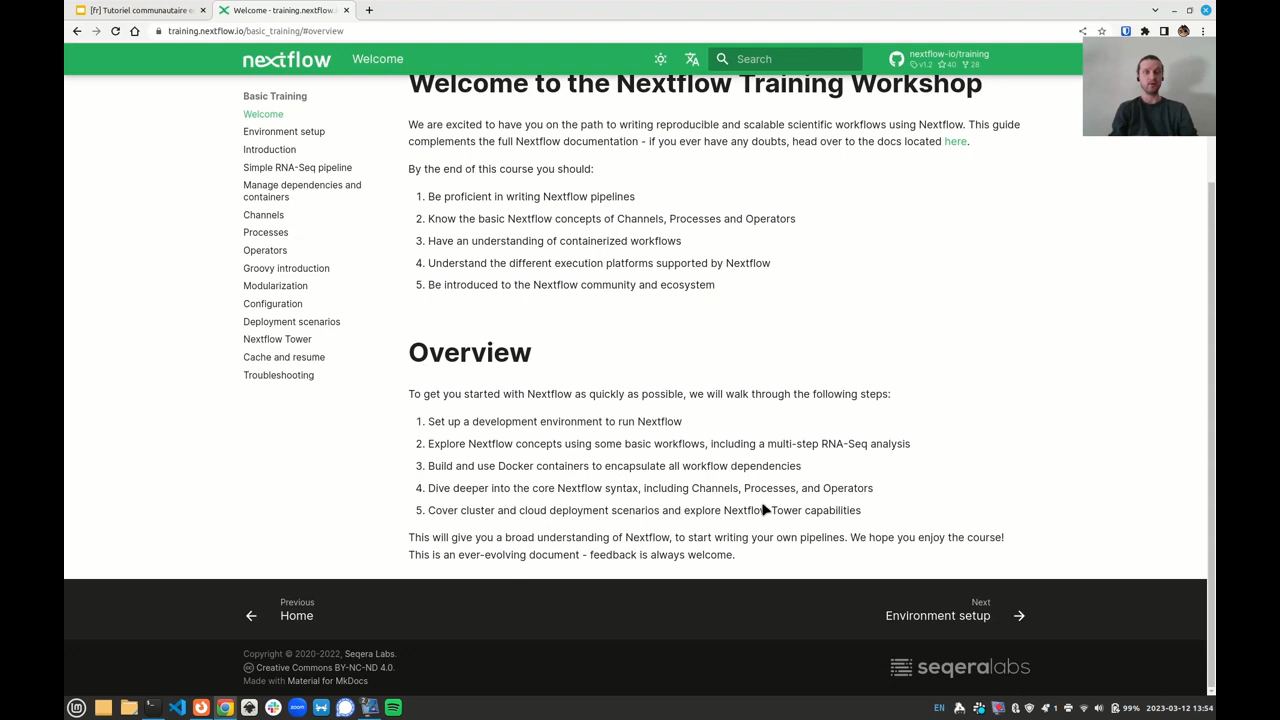 [fr] Tutoriel communautaire
Welcome - training.nextflow.
training.nextflow.io/basic_training/#overview
nextflow
Welcome
Search
nextflow-io/training
v1.2 40 28
Basic Training
Welcome
Environment setup
Introduction
Simple RNA-Seq pipeline
Manage dependencies and
containers
Channels
Processes
Operators
Groovy introduction
Modularization
Configuration
Deployment scenarios
Nextflow Tower
Cache and resume
Troubleshooting
Welcome to the Nextflow Training Workshop
We are excited to have you on the path to writing reproducible and scalable scientific workflows using Nextflow. This guide
complements the full Nextflow documentation - if you ever have any doubts, head over to the docs located here.
By the end of this course you should:
1. Be proficient in writing Nextflow pipelines
2. Know the basic Nextflow concepts of Channels, Processes and Operators
3. Have an understanding of containerized workflows
4. Understand the different execution platforms supported by Nextflow
5. Be introduced to the Nextflow community and ecosystem
Overview
To get you started with Nextflow as quickly as possible, we will walk through the following steps:
1. Set up a development environment to run Nextflow
2. Explore Nextflow concepts using some basic workflows, including a multi-step RNA-Seq analysis
3. Build and use Docker containers to encapsulate all workflow dependencies
4. Dive deeper into the core Nextflow syntax, including Channels, Processes, and Operators
5. Cover cluster and cloud deployment scenarios and explore Nextflow Tower capabilities
This will give you a broad understanding of Nextflow, to start writing your own pipelines. We hope you enjoy the course!
This is an ever-evolving document - feedback is always welcome.
Previous
Home
Next
Environment setup
Copyright © 2020-2022, Seqera Labs.
Creative Commons BY-NC-ND 4.0.
Made with Material for MkDocs
seqeralabs
zoom
EN
1
99%
2023-03-12 13:54